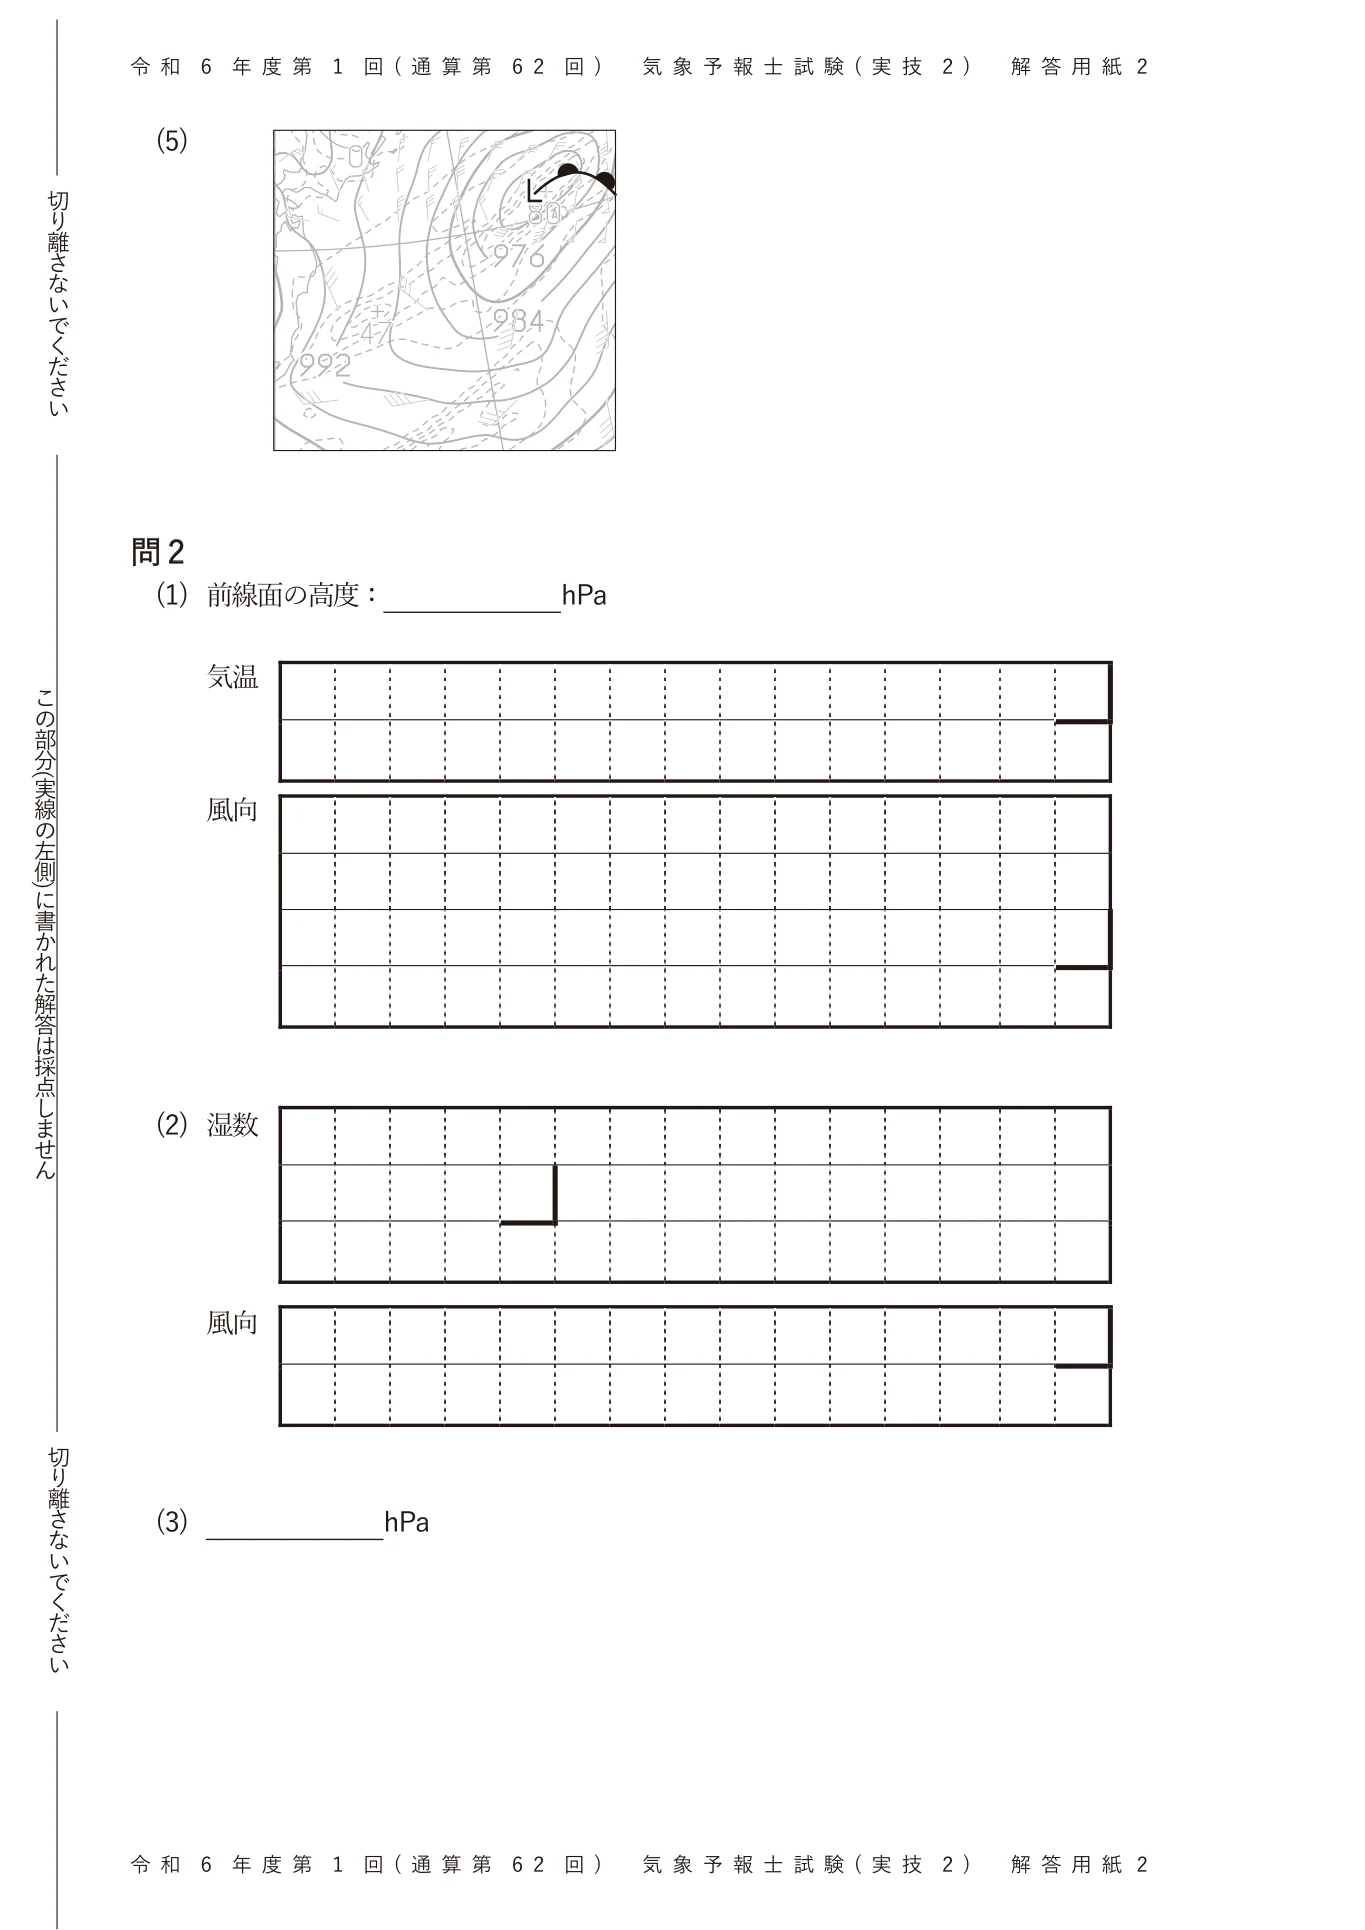 令和6年度第1回(通算第62回) 気象予報士試験(実技2) 解答用紙2
切り離さないでください
この部分(実線の左側)に書かれた解答は採点しません
切り離さないでください
(5)
L
976
984
47
992
問2
(1) 前線面の高度：hPa
気温
風向
(2) 湿数
風向
(3) hPa
令和6年度第1回(通算第62回) 気象予報士試験(実技2) 解答用紙2